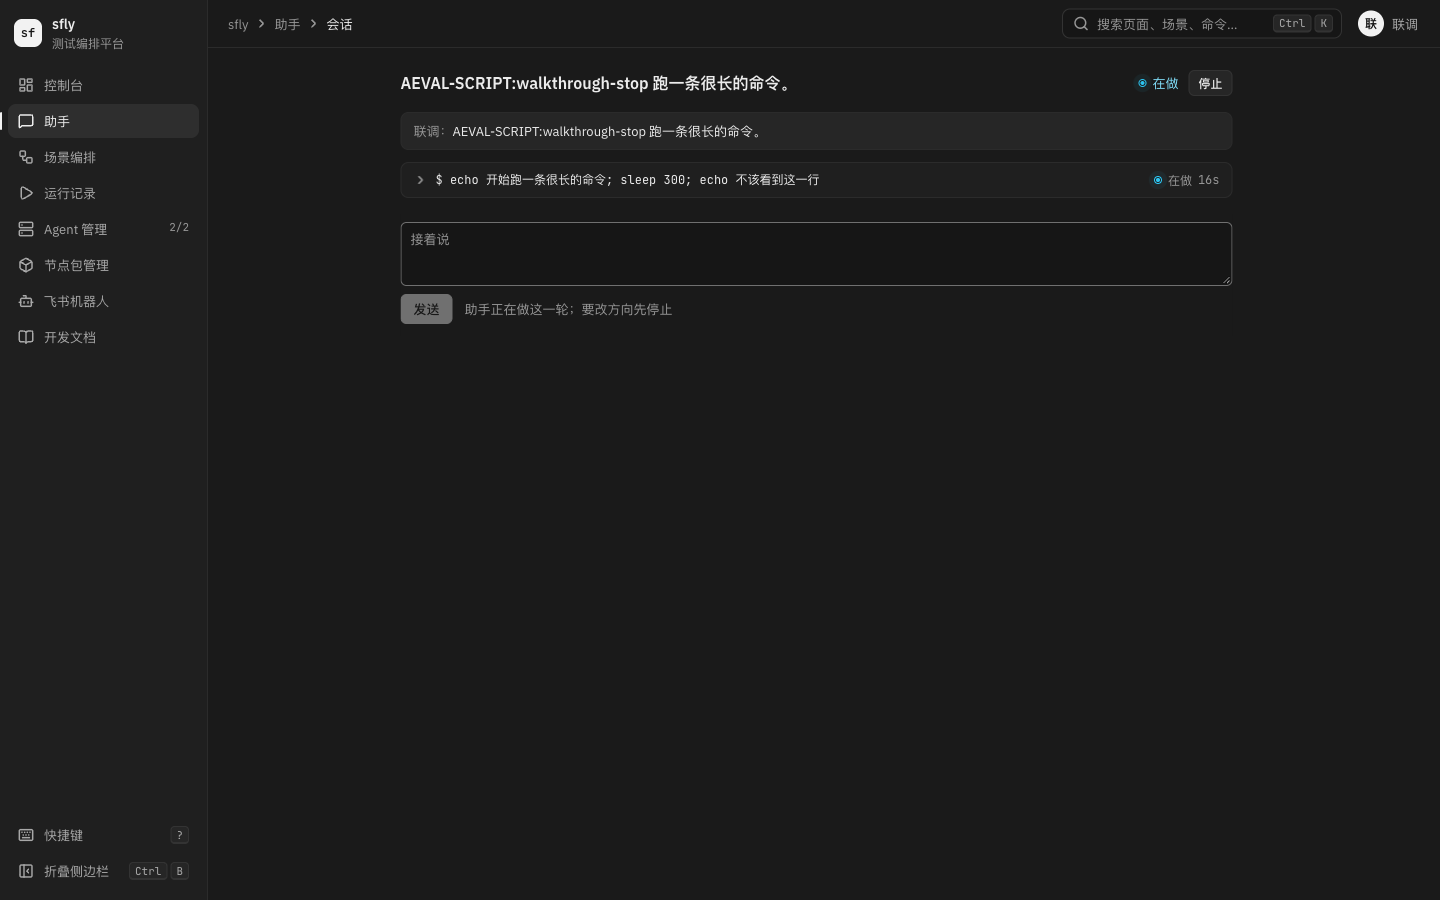 sf
sfly
测试编排平台
控制台
助手
场景编排
运行记录
Agent 管理 2/2
节点包管理
飞书机器人
开发文档
快捷键 ?
折叠侧边栏 Ctrl B
sfly > 助手 > 会话
搜索页面、场景、命令... Ctrl K
联 联调
AEVAL-SCRIPT:walkthrough-stop 跑一条很长的命令。
在做 停止
联调: AEVAL-SCRIPT:walkthrough-stop 跑一条很长的命令。
$ echo 开始跑一条很长的命令; sleep 300; echo 不该看到这一行
在做 16s
接着说
发送 助手正在做这一轮；要改方向先停止